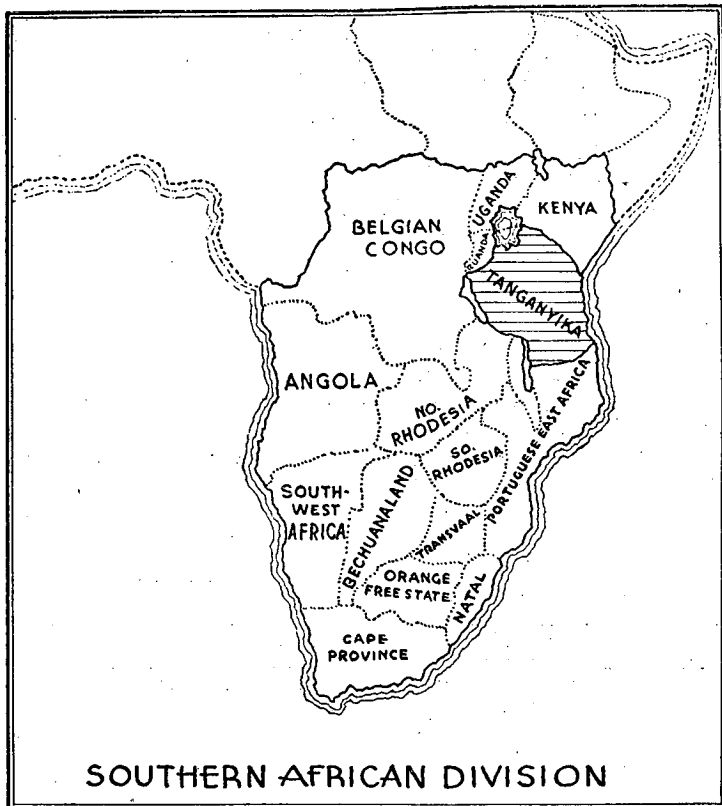 UGANDA
KENYA
BELGIAN
CONGO
RUANDA
TANGANYIKA
ANGOLA
NO.
RHODESIA
SO.
RHODESIA
PORTUGUESE EAST AFRICA
SOUTH-
WEST
AFRICA
BECHUANALAND
TRANSVAAL
ORANGE
FREE STATE
NATAL
CAPE
PROVINCE
SOUTHERN AFRICAN DIVISION